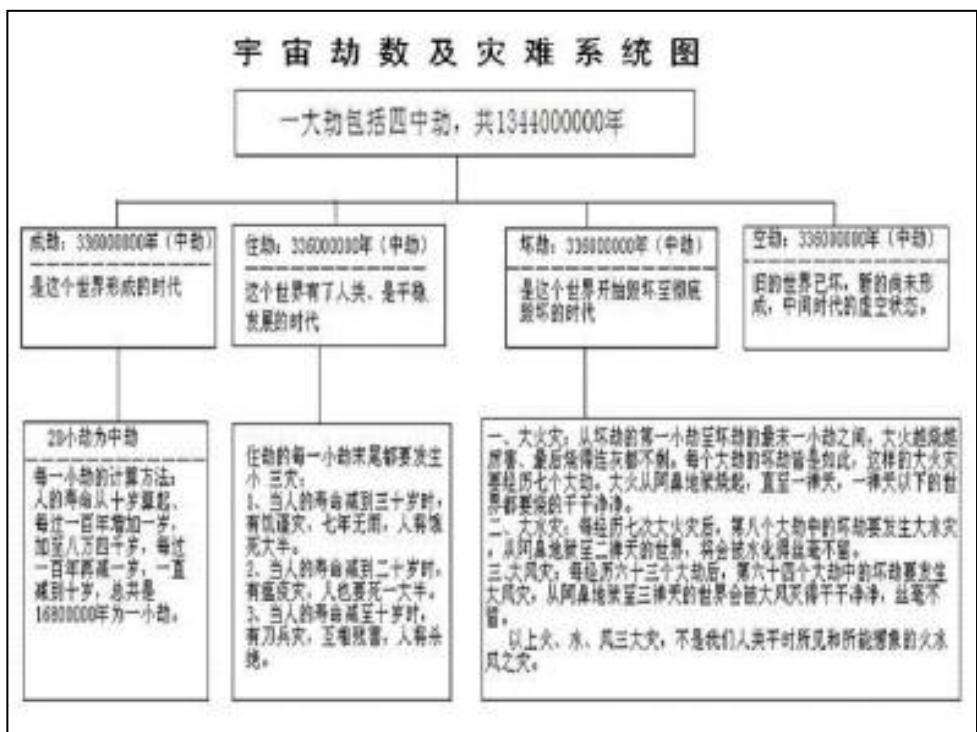 宇宙劫数及灾难系统图
一大劫包括四中劫，共1344000000年
成劫：336000000年（中劫）
是这个世界形成的时代
住劫：336000000年（中劫）
这个世界有了人共、是平稳
发展的时代
坏劫：336000000年（中劫）
是这个世界开始毁坏至彻底
毁坏的时代
空劫：336000000年（中劫）
旧的世界已坏，新的尚未形
成，中间时代的虚空状态。
20小劫为中劫
每一小劫的计算方法：
人的寿命从十岁算起、
每过一百年增加一岁，
加至八万四千岁，每过
一百年再减一岁，一直
减到十岁，总共是
16800000年为一小劫。
住劫的每一小劫末尾都要发生
小 三灾：
1、当人的寿命减到三十岁时，
有饥谨灾，七年无雨，人将饿
死大半。
2、当人的寿命减到二十岁时，
有瘟疫灾，人也要死一大半。
3、当人的寿命减至十岁时，
有刀兵灾，互相残害，人将杀
绝。
一、大火灾：从坏劫的第一小劫至坏劫的最末一小劫之间，大火越烧越
厉害、最后烧得连灰都不剩。每个大劫的坏劫皆是如此，这样的大火灾
要经历七个大劫。大火从阿鼻地狱烧起，直至一禅天，一禅天以下的世
界都要烧的干干净净。
二、大水灾：每经历七次大火灾后，第八个大劫中的坏劫要发生大水灾
，从阿鼻地狱至二禅天的世界，将会被水化得丝毫不留。
三、大风灾：每经历六十三个大劫后，第六十四个大劫中的坏劫要发生
大风灾，从阿鼻地狱至三禅天的世界会被大风灭得干干净净，丝毫不
留。
以上火、水、风三大灾，不是我们人类平时所见和所能想像的火水
风之灾。